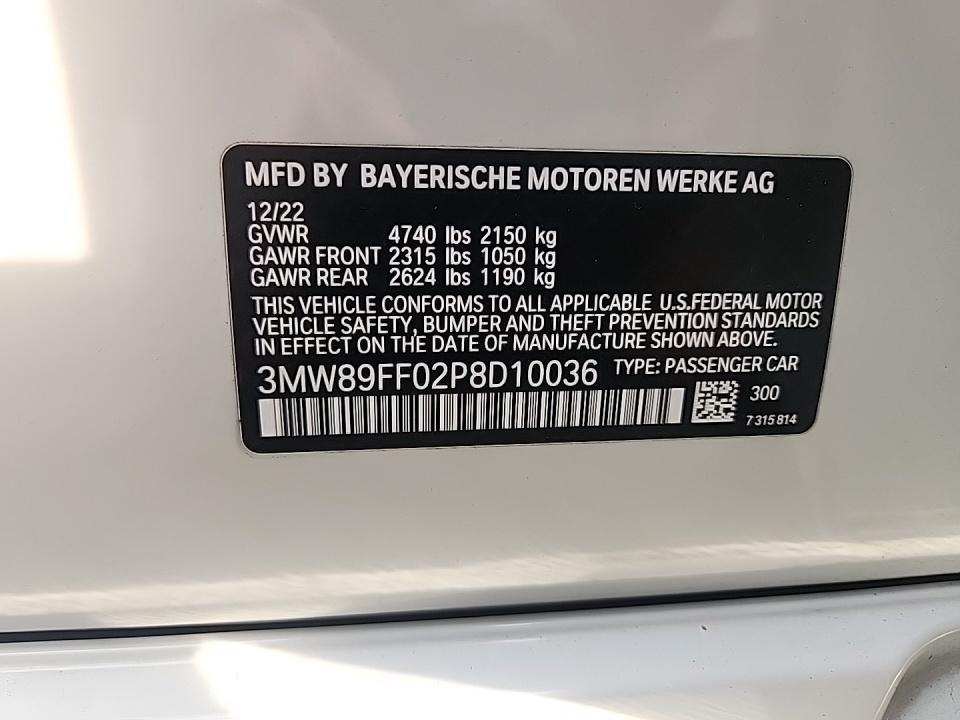 MFD BY BAYERISCHE MOTOREN WERKE AG
12/22
GVWR 4740 lbs 2150 kg
GAWR FRONT 2315 lbs 1050 kg
GAWR REAR 2624 lbs 1190 kg
THIS VEHICLE CONFORMS TO ALL APPLICABLE U.S.FEDERAL MOTOR
VEHICLE SAFETY, BUMPER AND THEFT PREVENTION STANDARDS
IN EFFECT ON THE DATE OF MANUFACTURE SHOWN ABOVE.
3MW89FF02P8D10036 TYPE: PASSENGER CAR
300
7 315 814